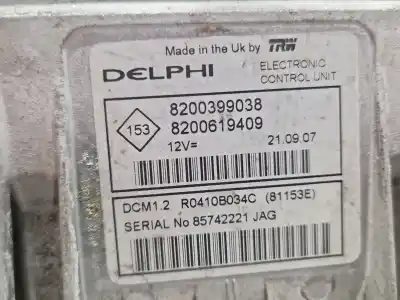 Made in the Uk by TRW
DELPHI ELECTRONIC CONTROL UNIT
8200399038
153 8200619409
12V= 21.09.07
DCM1.2 R0410B034C (81153E)
SERIAL No 85742221 JAG